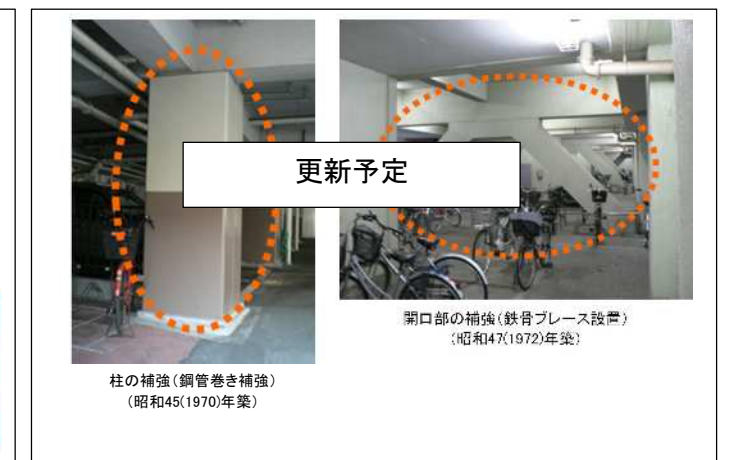 更新予定
開口部の補強(鉄骨ブレース設置)
(昭和47(1972)年築)
柱の補強(鋼管巻き補強)
(昭和45(1970)年築)